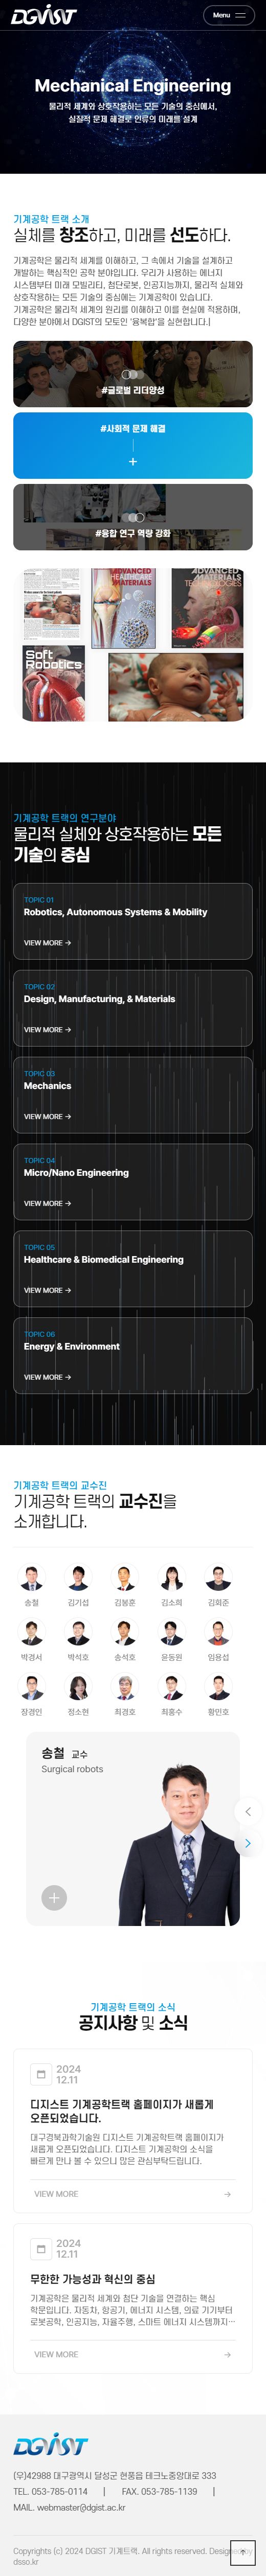 DGIST
Menu
Mechanical Engineering
물리적 세계와 상호작용하는 모든 기술의 중심에서,
실질적 문제 해결로 인류의 미래를 설계
기계공학 트랙 소개
실체를 창조하고, 미래를 선도하다.
기계공학은 물리적 세계를 이해하고, 그 속에서 기술을 설계하고
개발하는 핵심적인 공학 분야입니다. 우리가 사용하는 에너지
시스템부터 미래 모빌리티, 첨단로봇, 인공지능까지, 물리적 실체와
상호작용하는 모든 기술의 중심에는 기계공학이 있습니다.
기계공학은 물리적 세계의 원리를 이해하고 이를 현실에 적용하며,
다양한 분야에서 DGIST의 모토인 '융복합'을 실현합니다.|
#글로벌 리더양성
#사회적 문제 해결
+
#융합 연구 역량 강화
ADVANCED
HEALTHCARE
MATERIALS
ADVANCED
MATERIALS
TECHNOLOGIES
Soft
Robotics
기계공학 트랙의 연구분야
물리적 실체와 상호작용하는 모든
기술의 중심
TOPIC 01
Robotics, Autonomous Systems & Mobility
VIEW MORE →
TOPIC 02
Design, Manufacturing, & Materials
VIEW MORE →
TOPIC 03
Mechanics
VIEW MORE →
TOPIC 04
Micro/Nano Engineering
VIEW MORE →
TOPIC 05
Healthcare & Biomedical Engineering
VIEW MORE →
TOPIC 06
Energy & Environment
VIEW MORE →
기계공학 트랙의 교수진
기계공학 트랙의 교수진을
소개합니다.
송철 김기섭 김봉훈 김소희 김회준
박경서 박석호 송석호 윤동원 임용섭
장경인 정소현 최경호 최홍수 황민호
송철 교수
Surgical robots
기계공학 트랙의 소식
공지사항 및 소식
2024
12.11
디지스트 기계공학트랙 홈페이지가 새롭게
오픈되었습니다.
대구경북과학기술원 디지스트 기계공학트랙 홈페이지가
새롭게 오픈되었습니다. 디지스트 기계공학의 소식을
빠르게 만나 볼 수 있으니 많은 관심부탁드립니다.
VIEW MORE →
2024
12.11
무한한 가능성과 혁신의 중심
기계공학은 물리적 세계와 첨단 기술을 연결하는 핵심
학문입니다. 자동차, 항공기, 에너지 시스템, 의료 기기부터
로봇공학, 인공지능, 자율주행, 스마트 에너지 시스템까지…
VIEW MORE →
DGIST
(우)42988 대구광역시 달성군 현풍읍 테크노중앙대로 333
TEL. 053-785-0114 | FAX. 053-785-1139 |
MAIL. webmaster@dgist.ac.kr
Copyrights (c) 2024 DGIST 기계트랙. All rights reserved. Designed by
dsso.kr